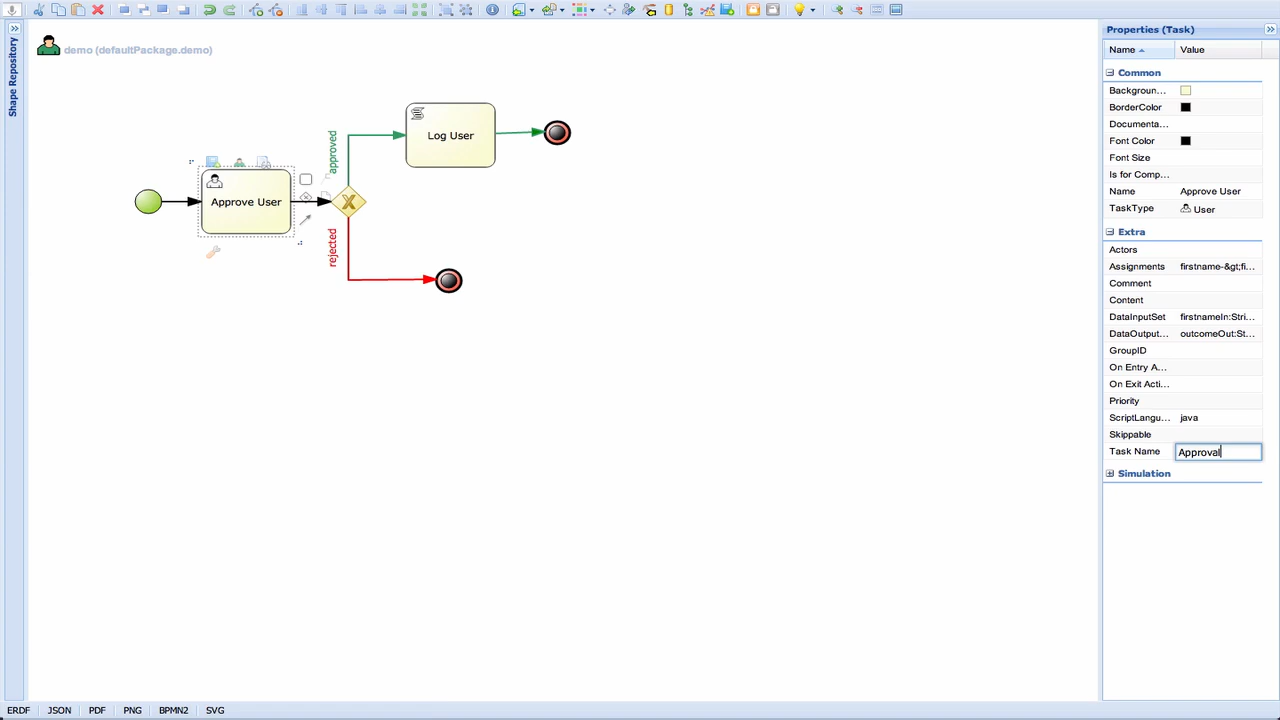 Properties (Task)
Name
Value
Shape Repository
demo (defaultPackage.demo)
Common
Backgroun...
BorderColor
Documenta...
Font Color
Font Size
Is for Comp...
Name Approve User
TaskType User
Extra
Actors
Assignments firstname-&gt;fi...
Comment
Content
DataInputSet firstnameIn:Stri...
DataOutput... outcomeOut:St...
GroupID
On Entry A...
On Exit Acti...
Priority
ScriptLangu... java
Skippable
Task Name Approval
Simulation
Log User
approved
Approve User
X
rejected
ERDF JSON PDF PNG BPMN2 SVG